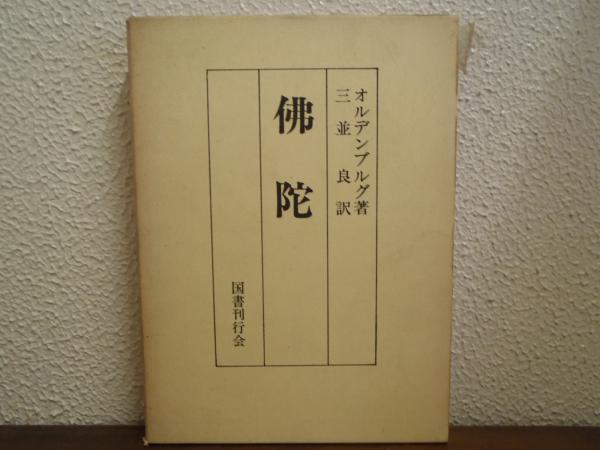 オルデンブルグ著
三並良訳
佛陀
国書刊行会